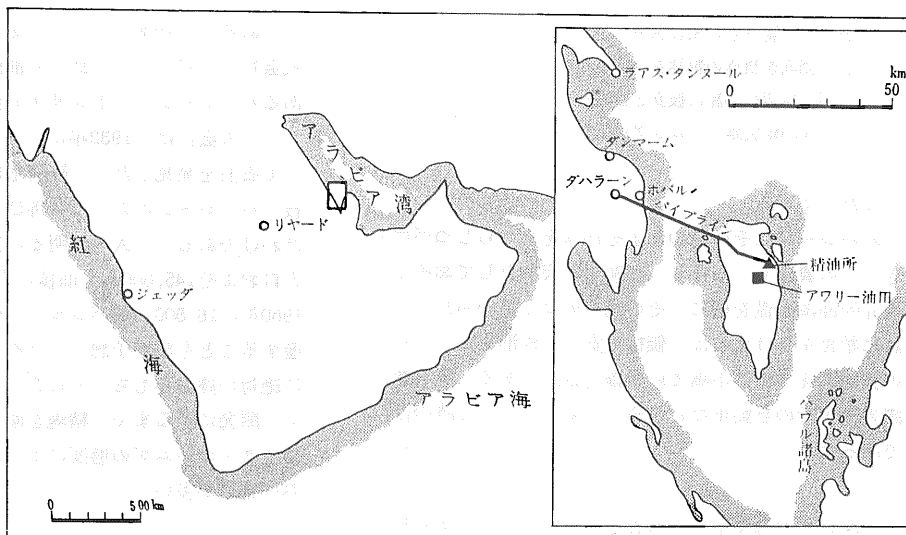 アラビア湾
リヤード
紅海
ジェッダ
アラビア海
0 500km
km
0 50
ラアス・タンヌール
ダンマーム
ダハラーン
ホバル
パイプライン
精油所
アワリー油田
ハワル諸島